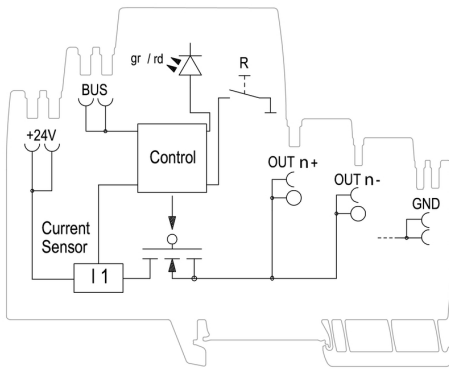 gr / rd
R
BUS
+24V
Control
OUT n+
OUT n-
GND
Current
Sensor
I 1